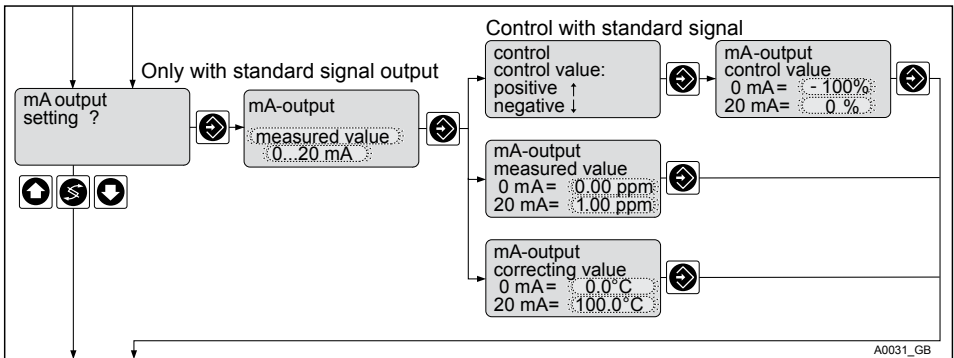 Control with standard signal
Only with standard signal output
mA output
setting ?
mA-output
measured value
0...20 mA
control
control value:
positive ↑
negative ↓
mA-output
control value
0 mA= - 100%
20 mA= 0 %
mA-output
measured value
0 mA= 0.00 ppm
20 mA= 1.00 ppm
mA-output
correcting value
0 mA= 0.0°C
20 mA= 100.0°C
A0031_GB